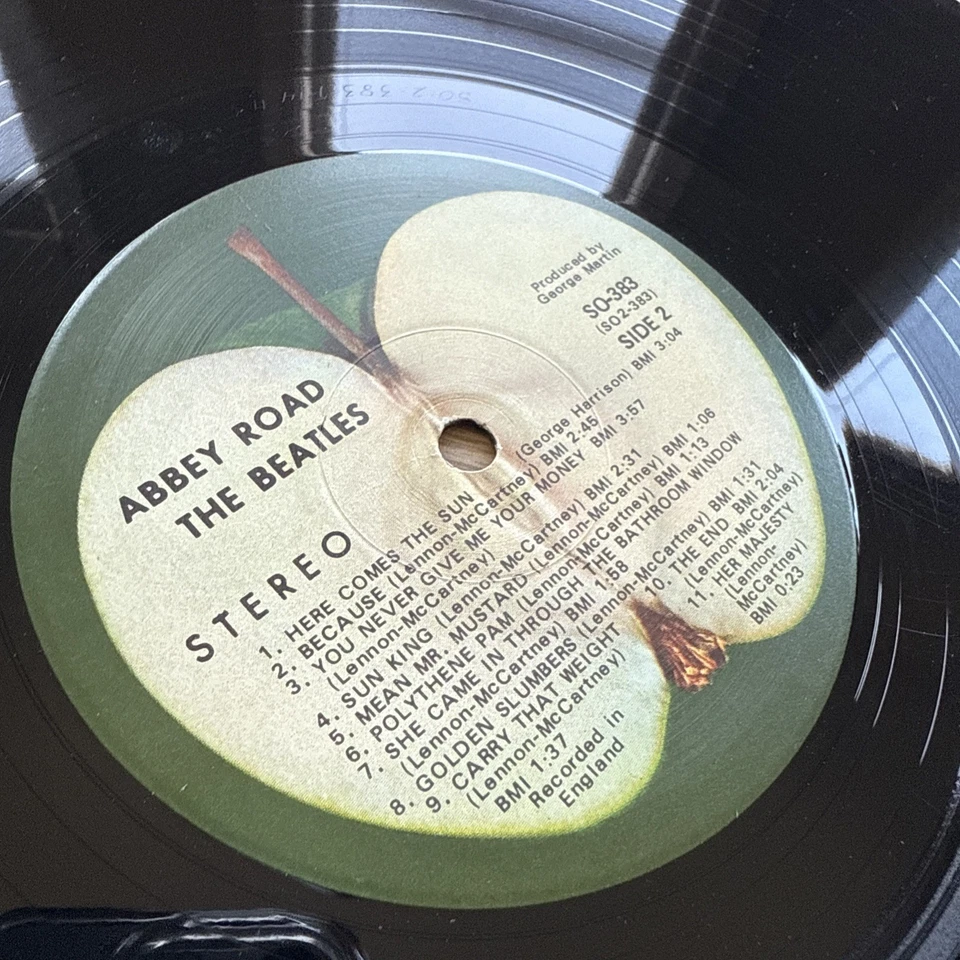 ABBEY ROAD
THE BEATLES
STEREO
Produced by
George Martin
SO-383
(SO2-383)
SIDE 2
1. HERE COMES THE SUN (George Harrison) BMI 3:04
2. BECAUSE (Lennon-McCartney) BMI 2:45
3. YOU NEVER GIVE ME YOUR MONEY BMI 3:57
(Lennon-McCartney)
4. SUN KING (Lennon-McCartney) BMI 2:31
5. MEAN MR. MUSTARD (Lennon-McCartney) BMI 1:06
6. POLYTHENE PAM (Lennon-McCartney) BMI 1:13
7. SHE CAME IN THROUGH THE BATHROOM WINDOW
(Lennon-McCartney) BMI 1:58
8. GOLDEN SLUMBERS (Lennon-McCartney) BMI 1:31
9. CARRY THAT WEIGHT
(Lennon-McCartney)
BMI 1:37
10. THE END BMI 2:04
(Lennon-McCartney)
11. HER MAJESTY
(Lennon-
McCartney)
BMI 0:23
Recorded in
England